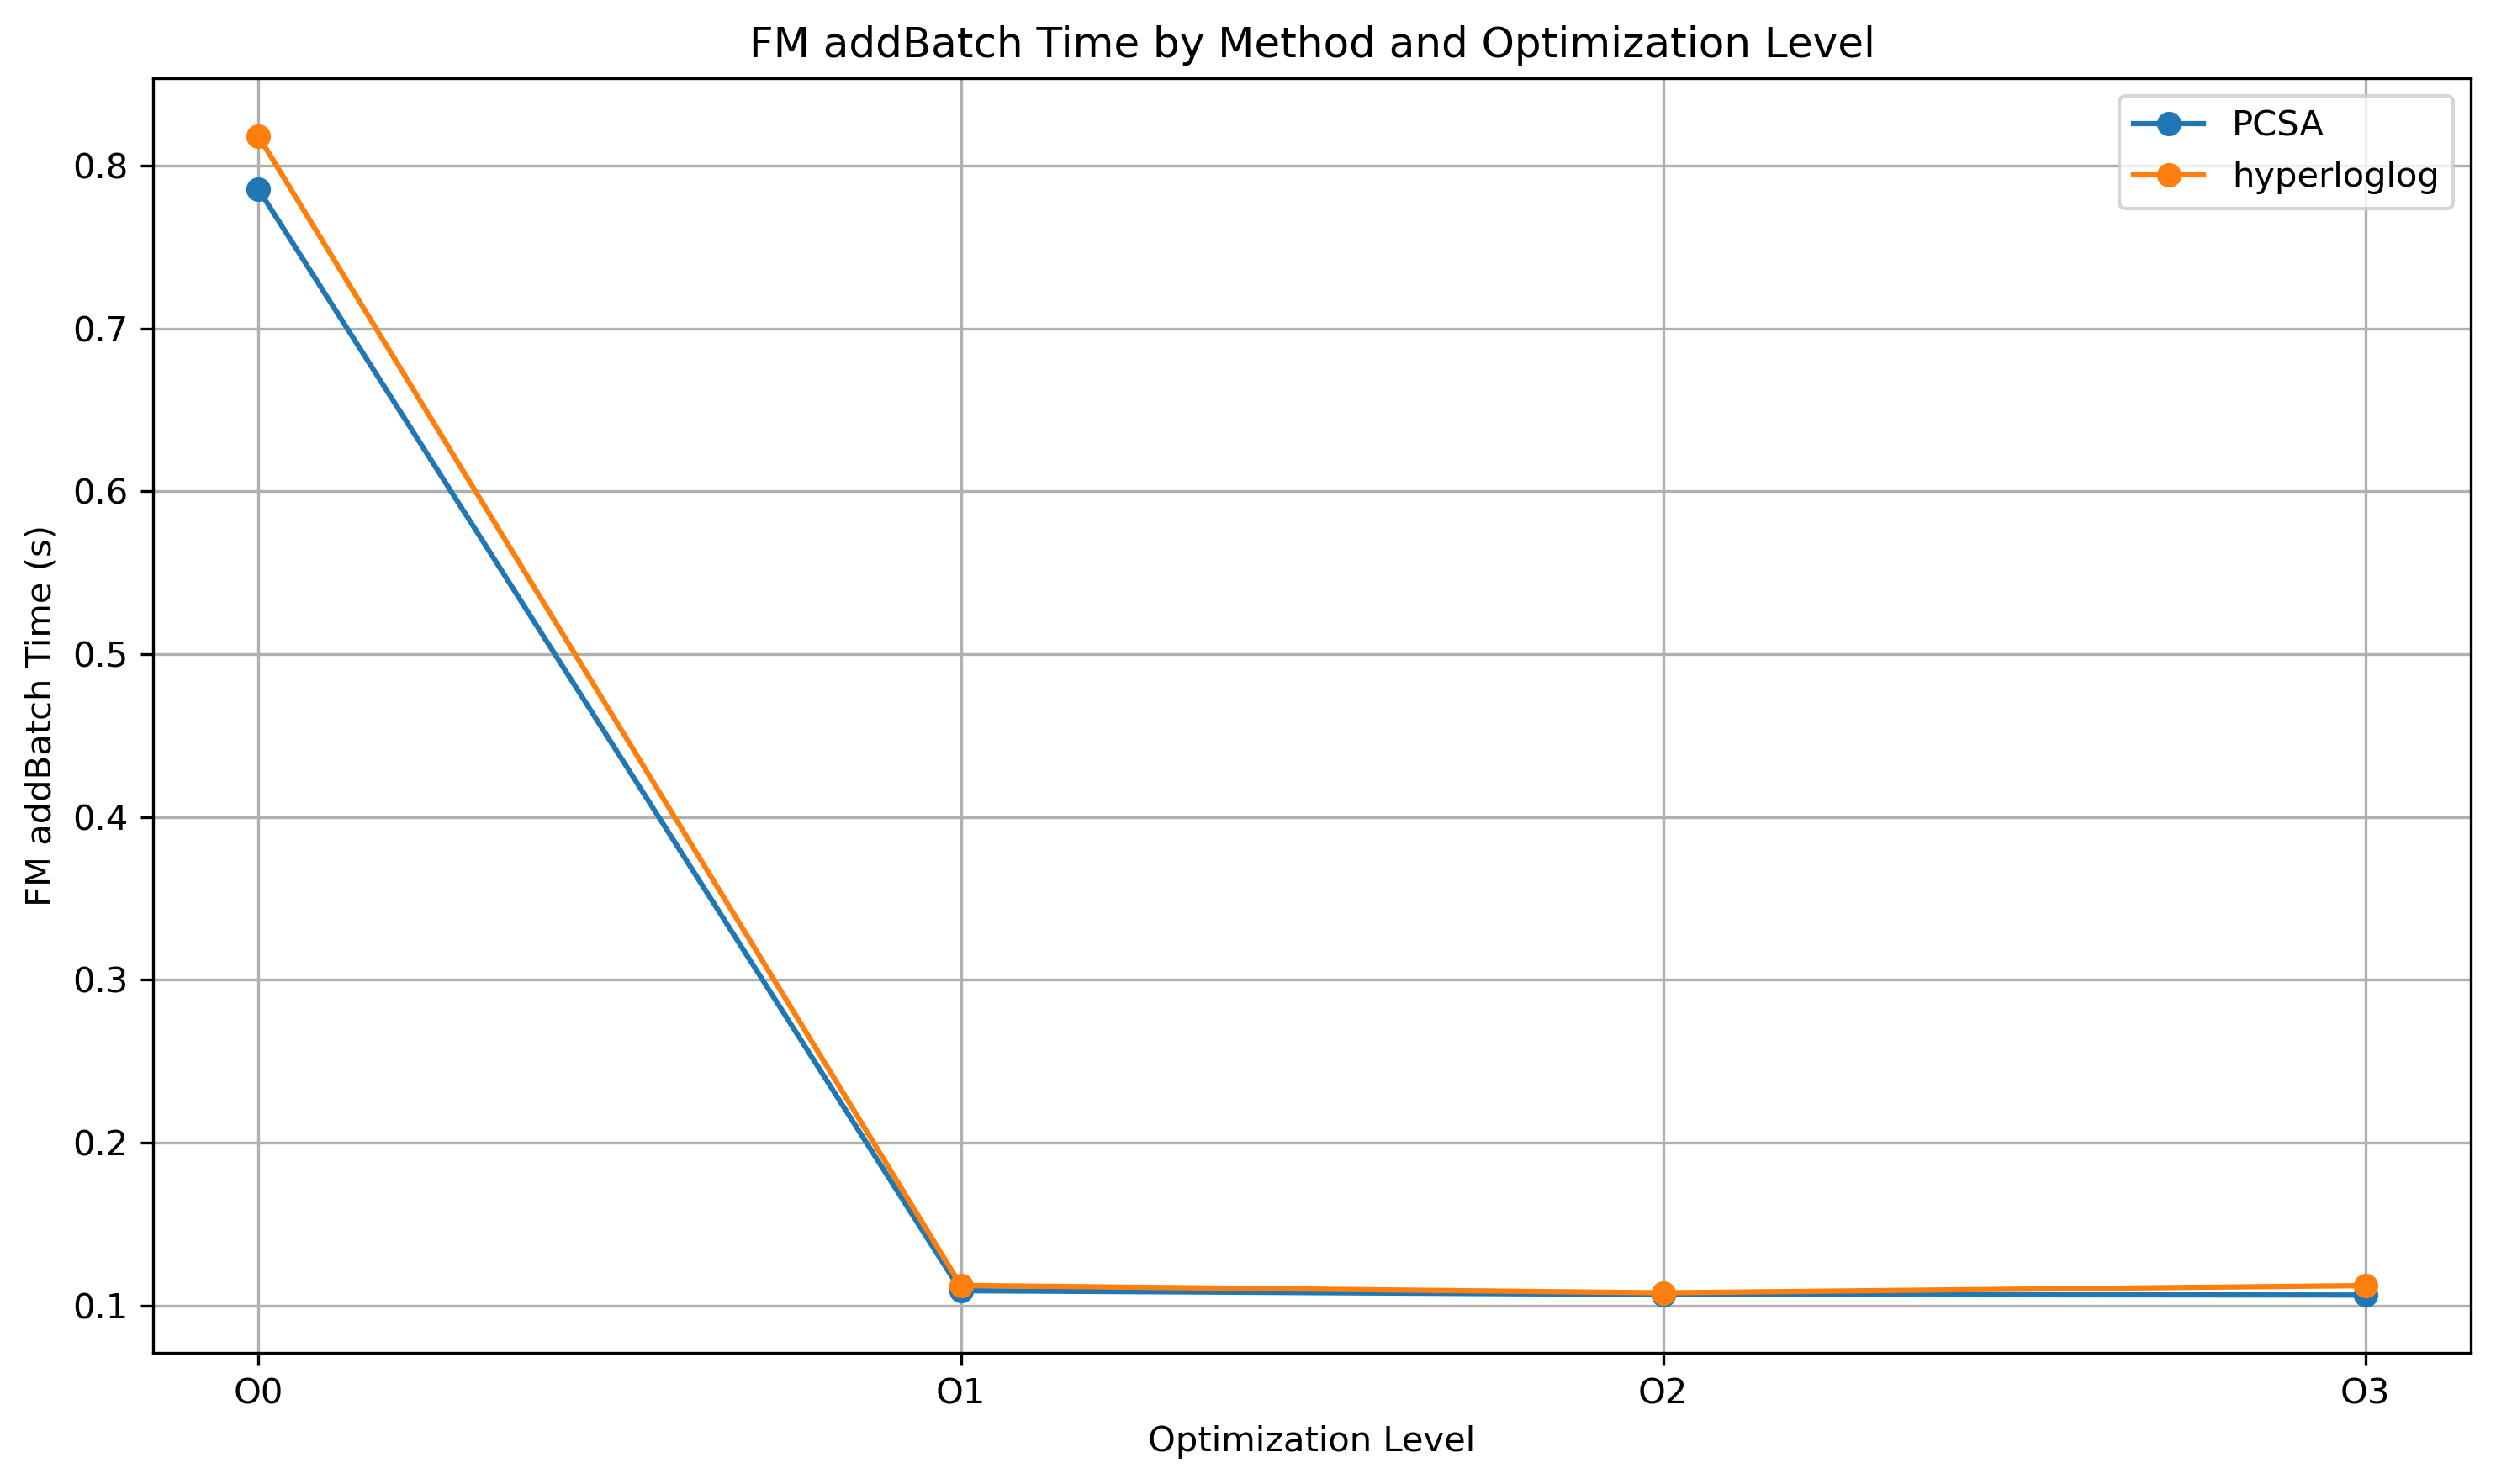 FM addBatch Time by Method and Optimization Level
PCSA
hyperloglog
FM addBatch Time (s)
0.8
0.7
0.6
0.5
0.4
0.3
0.2
0.1
O0
O1
O2
O3
Optimization Level